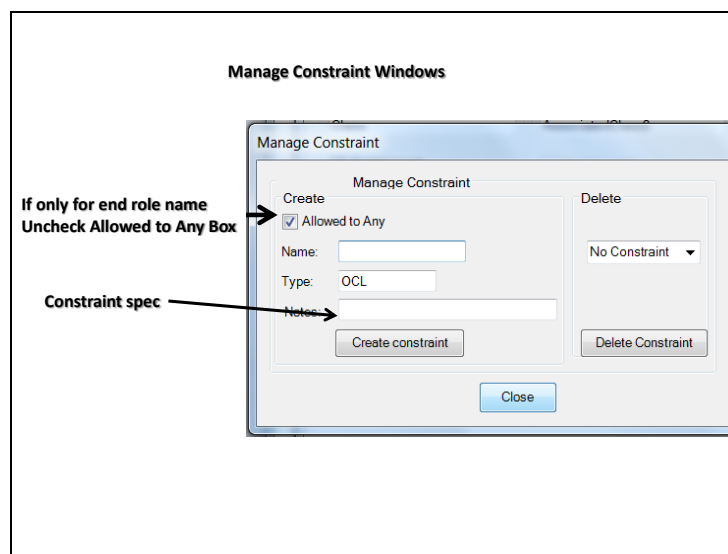 Manage Constraint Windows
Manage Constraint
Manage Constraint
If only for end role name
Uncheck Allowed to Any Box
Create
Allowed to Any
Name:
Type: OCL
Constraint spec
Notes:
Create constraint
Delete
No Constraint
Delete Constraint
Close